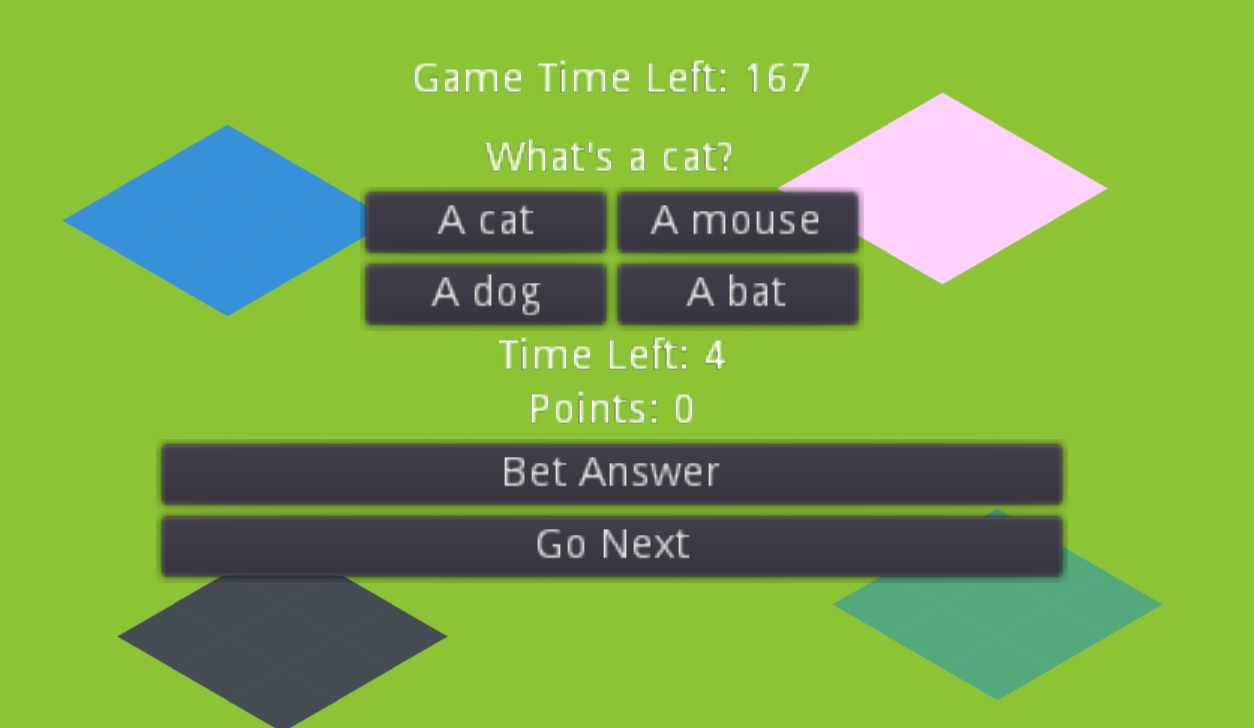 Game Time Left: 167
What's a cat?
A cat
A mouse
A dog
A bat
Time Left: 4
Points: 0
Bet Answer
Go Next